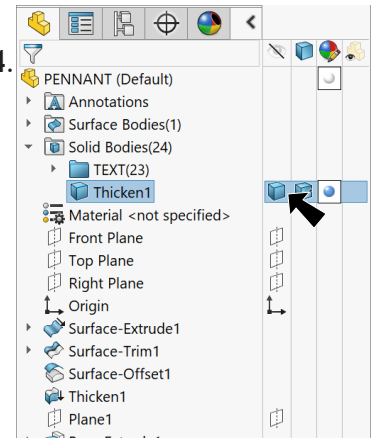 4.
PENNANT (Default)
Annotations
Surface Bodies(1)
Solid Bodies(24)
TEXT(23)
Thicken1
Material <not specified>
Front Plane
Top Plane
Right Plane
Origin
Surface-Extrude1
Surface-Trim1
Surface-Offset1
Thicken1
Plane1